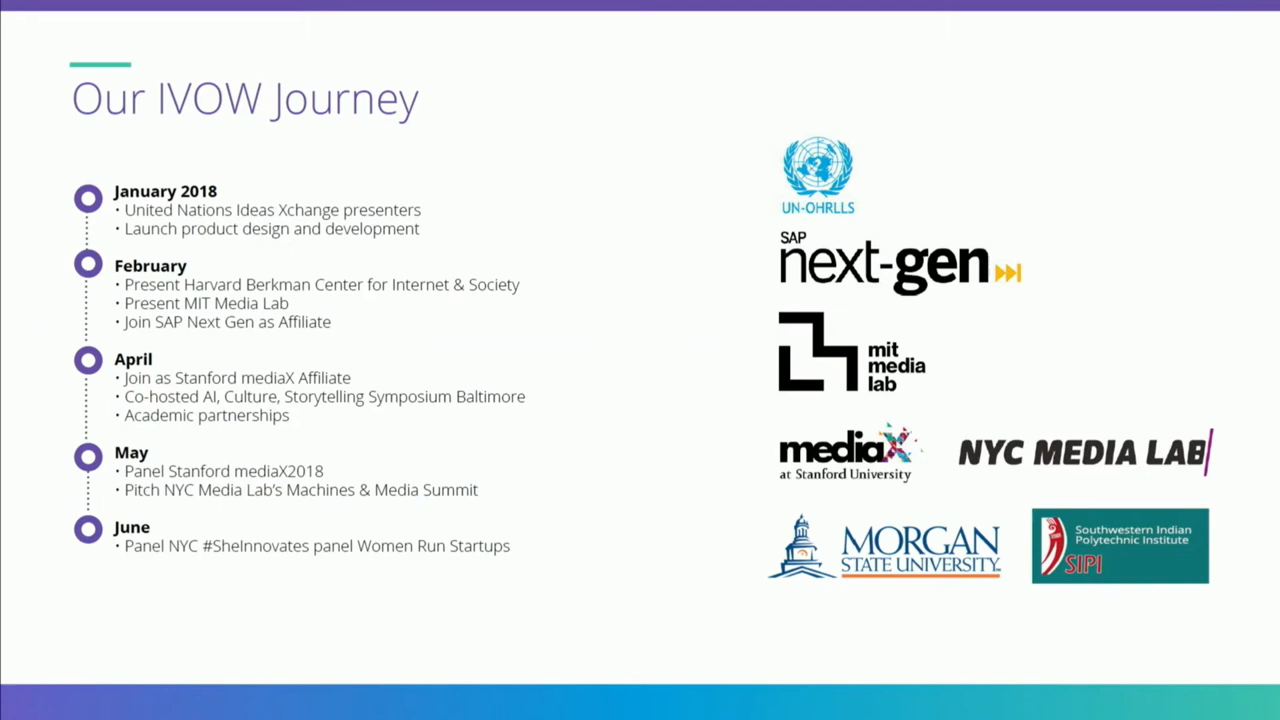 Our IVOW Journey
January 2018
• United Nations Ideas Xchange presenters
• Launch product design and development
February
• Present Harvard Berkman Center for Internet & Society
• Present MIT Media Lab
• Join SAP Next Gen as Affiliate
April
• Join as Stanford mediaX Affiliate
• Co-hosted AI, Culture, Storytelling Symposium Baltimore
• Academic partnerships
May
• Panel Stanford mediaX2018
• Pitch NYC Media Lab's Machines & Media Summit
June
• Panel NYC #SheInnovates panel Women Run Startups
UN-OHRLLS
SAP
next-gen
mit
media
lab
mediaX
at Stanford University
NYC MEDIA LAB
MORGAN
STATE UNIVERSITY
Southwestern Indian
Polytechnic Institute
SIPI